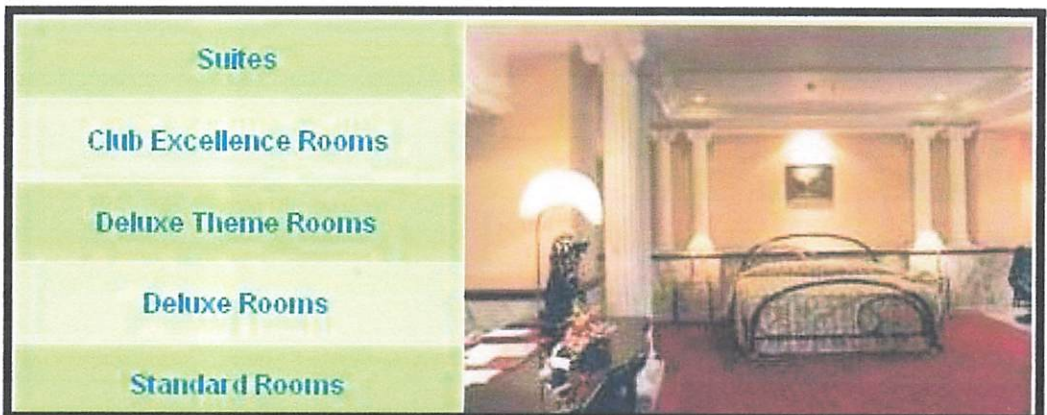 Suites
Club Excellence Rooms
Deluxe Theme Rooms
Deluxe Rooms
Standard Rooms